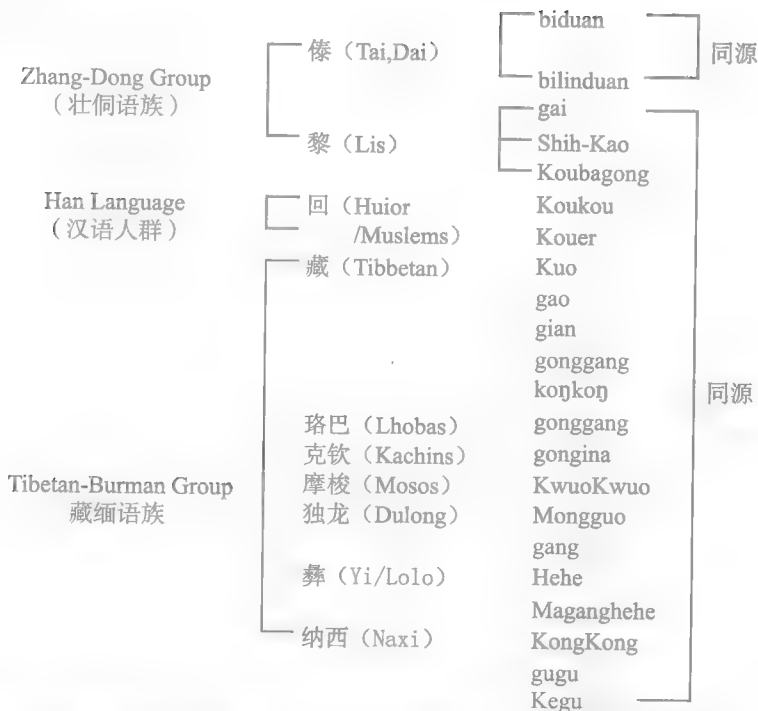 biduan
傣（Tai,Dai） 同源
Zhang-Dong Group
（壮侗语族） bilinduan
gai
黎（Lis） Shih-Kao
Koubagong
Han Language 回（Huior Koukou
（汉语人群） /Muslems） Kouer
藏（Tibbetan） Kuo
gao
gian
gonggang
koŋkoŋ 同源
珞巴（Lhobas） gonggang
克钦（Kachins） gongina
Tibetan-Burman Group 摩梭（Mosos） KwuoKwuo
藏缅语族 独龙（Dulong） Mongguo
gang
彝（Yi/Lolo） Hehe
Maganghehe
纳西（Naxi） KongKong
gugu
Kegu